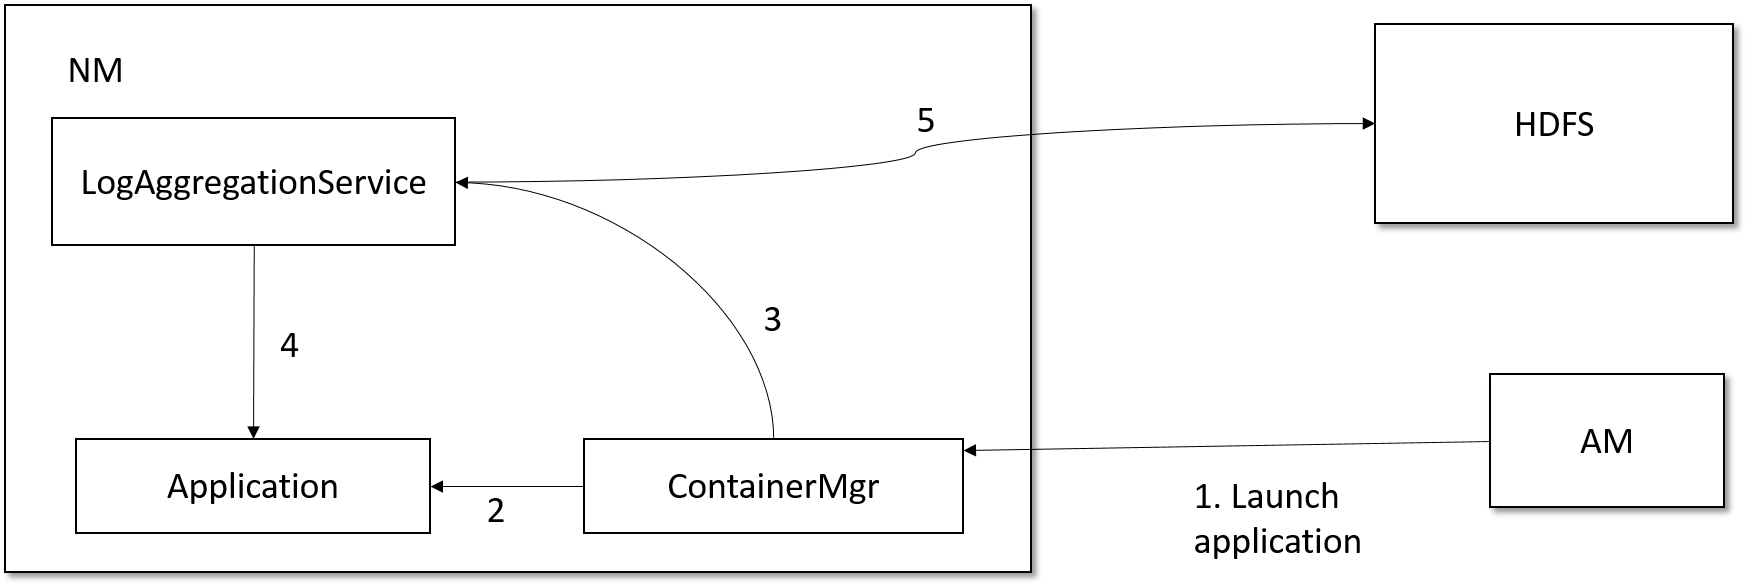 NM
LogAggregationService
5
HDFS
3
4
AM
Application
2
ContainerMgr
1. Launch
application